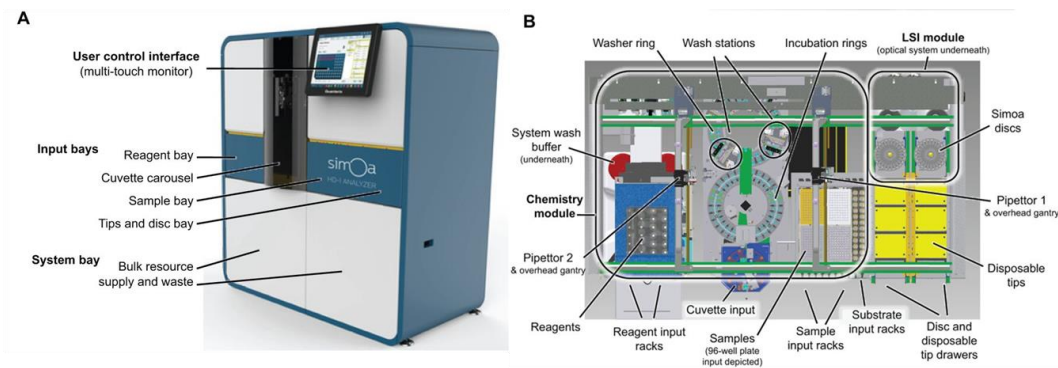 A
User control interface
(multi-touch monitor)
Input bays
Reagent bay
Cuvette carousel
Sample bay
Tips and disc bay
System bay
Bulk resource
supply and waste
simoa
HD-1 ANALYZER
B
Washer ring
Wash stations
Incubation rings
LSI module
(optical system underneath)
System wash
buffer
(underneath)
Simoa
discs
Chemistry
module
Pipettor 1
& overhead gantry
Pipettor 2
& overhead gantry
Disposable
tips
Reagents
Reagent input
racks
Cuvette input
Samples
(96-well plate
input depicted)
Sample
input racks
Substrate
input racks
Disc and
disposable
tip drawers